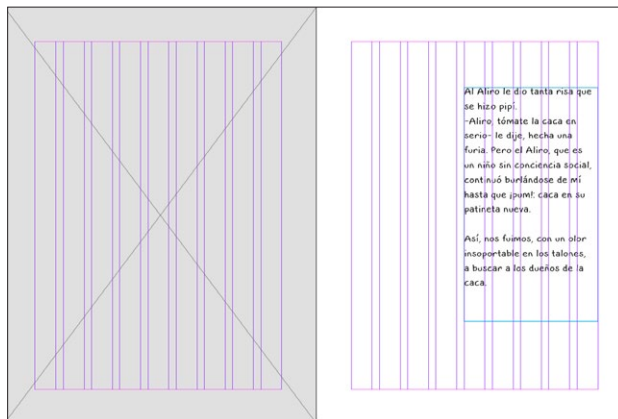 Al Aliro le dio tanta risa que
se hizo pipí.
-Aliro, tómate la caca en
serio- le dije, hecha una
furia. Pero el Aliro, que es
un niño sin conciencia social,
continuó burlándose de mí
hasta que ¡pum!: caca en su
patineta nueva.

Así, nos fuimos, con un olor
insoportable en los talones,
a buscar a los dueños de la
caca.